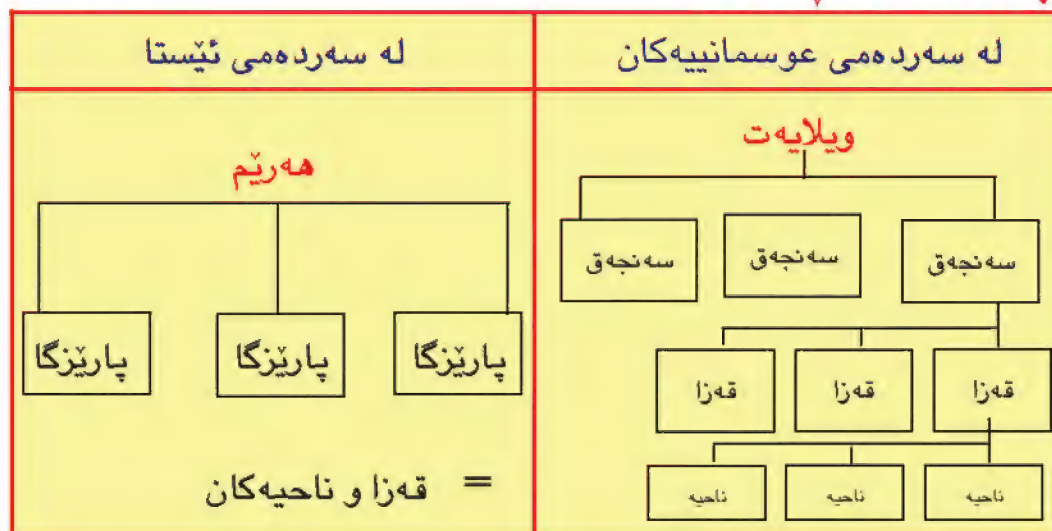 لە سەردەمی عوسمانییەکان
ویلایەت
سەنجەق سەنجەق سەنجەق
قەزا قەزا قەزا
ناحیە ناحیە ناحیە
لە سەردەمی ئێستا
هەرێم
پارێزگا پارێزگا پارێزگا
= قەزا و ناحیەکان